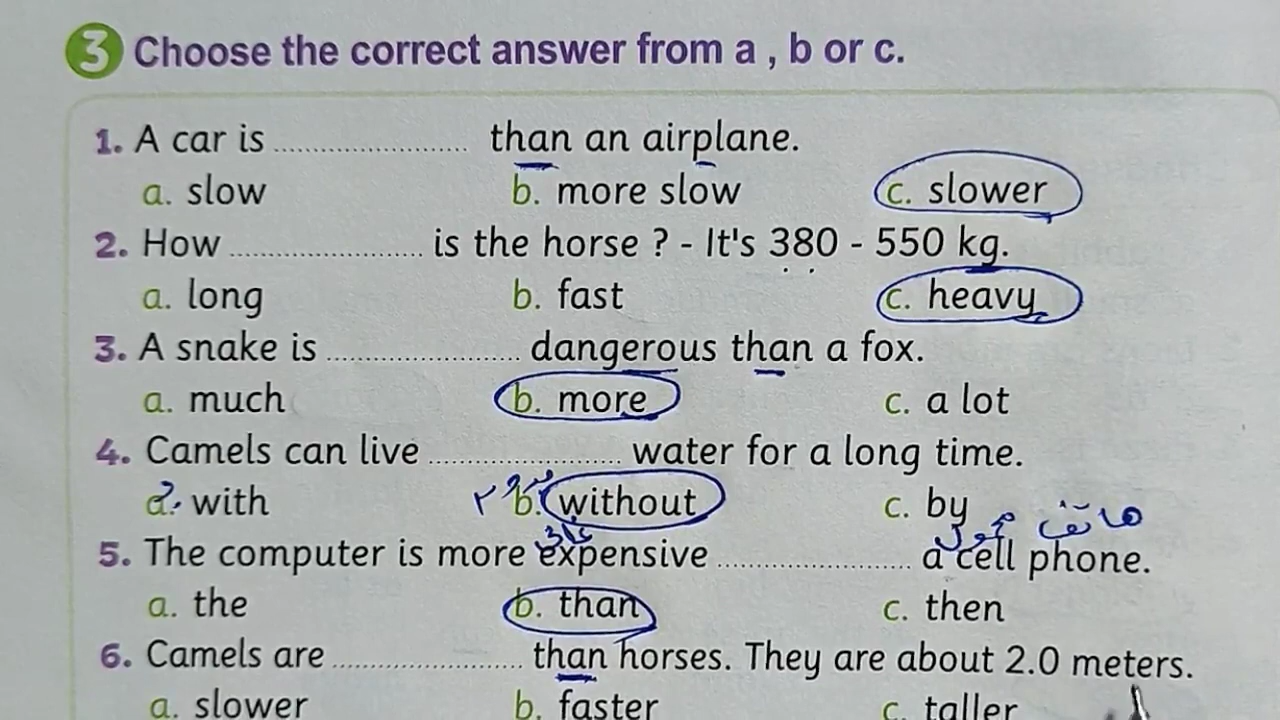 3 Choose the correct answer from a , b or c.
1. A car is .................... than an airplane.
a. slow b. more slow c. slower
2. How .................... is the horse ? - It's 380 - 550 kg.
a. long b. fast c. heavy
3. A snake is .................... dangerous than a fox.
a. much b. more c. a lot
4. Camels can live .................... water for a long time.
a. with b. without c. by
هاتف محمول
5. The computer is more expensive .................... a cell phone.
a. the b. than c. then
6. Camels are .................... than horses. They are about 2.0 meters.
a. slower b. faster c. taller